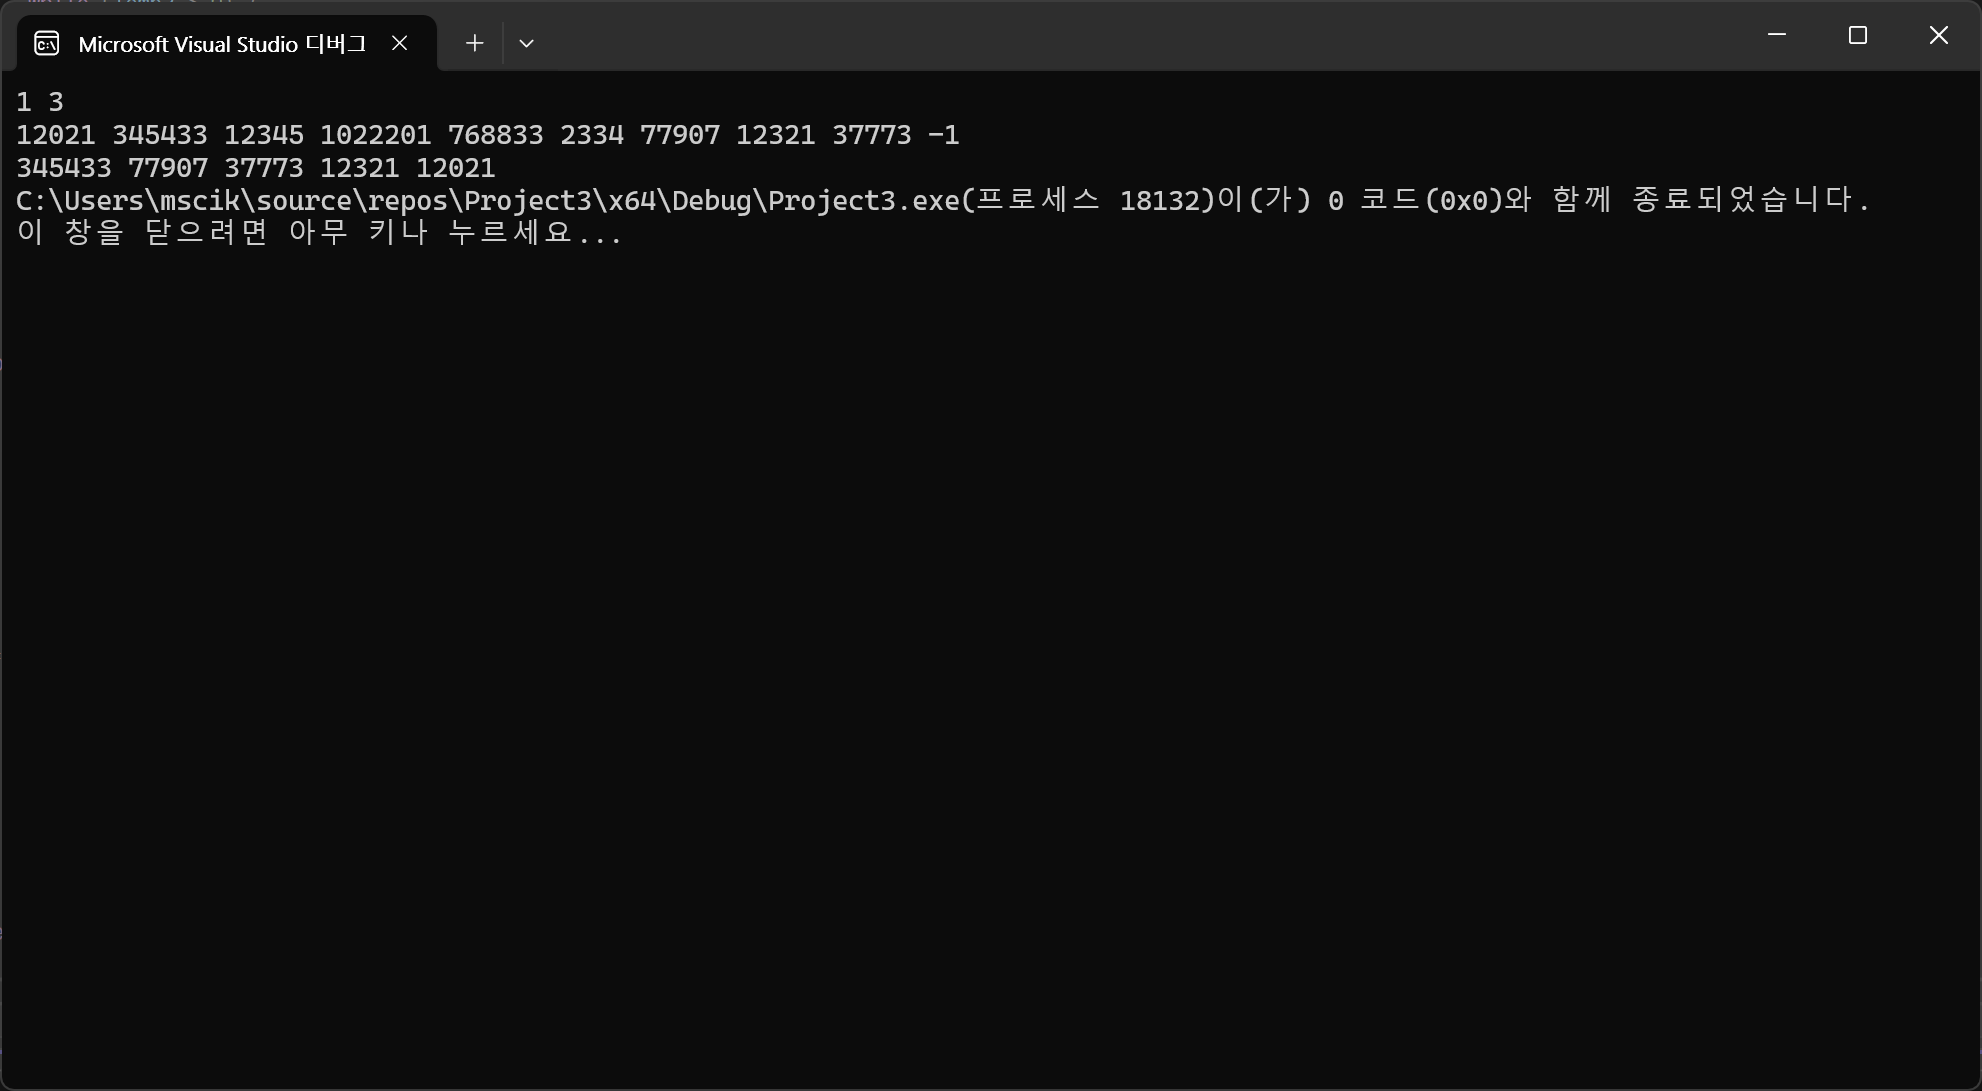 Microsoft Visual Studio 디버그
1 3
12021 345433 12345 1022201 768833 2334 77907 12321 37773 -1
345433 77907 37773 12321 12021
C:\Users\mscik\source\repos\Project3\x64\Debug\Project3.exe(프로세스 18132)이(가) 0 코드(0x0)와 함께 종료되었습니다.
이 창을 닫으려면 아무 키나 누르세요...